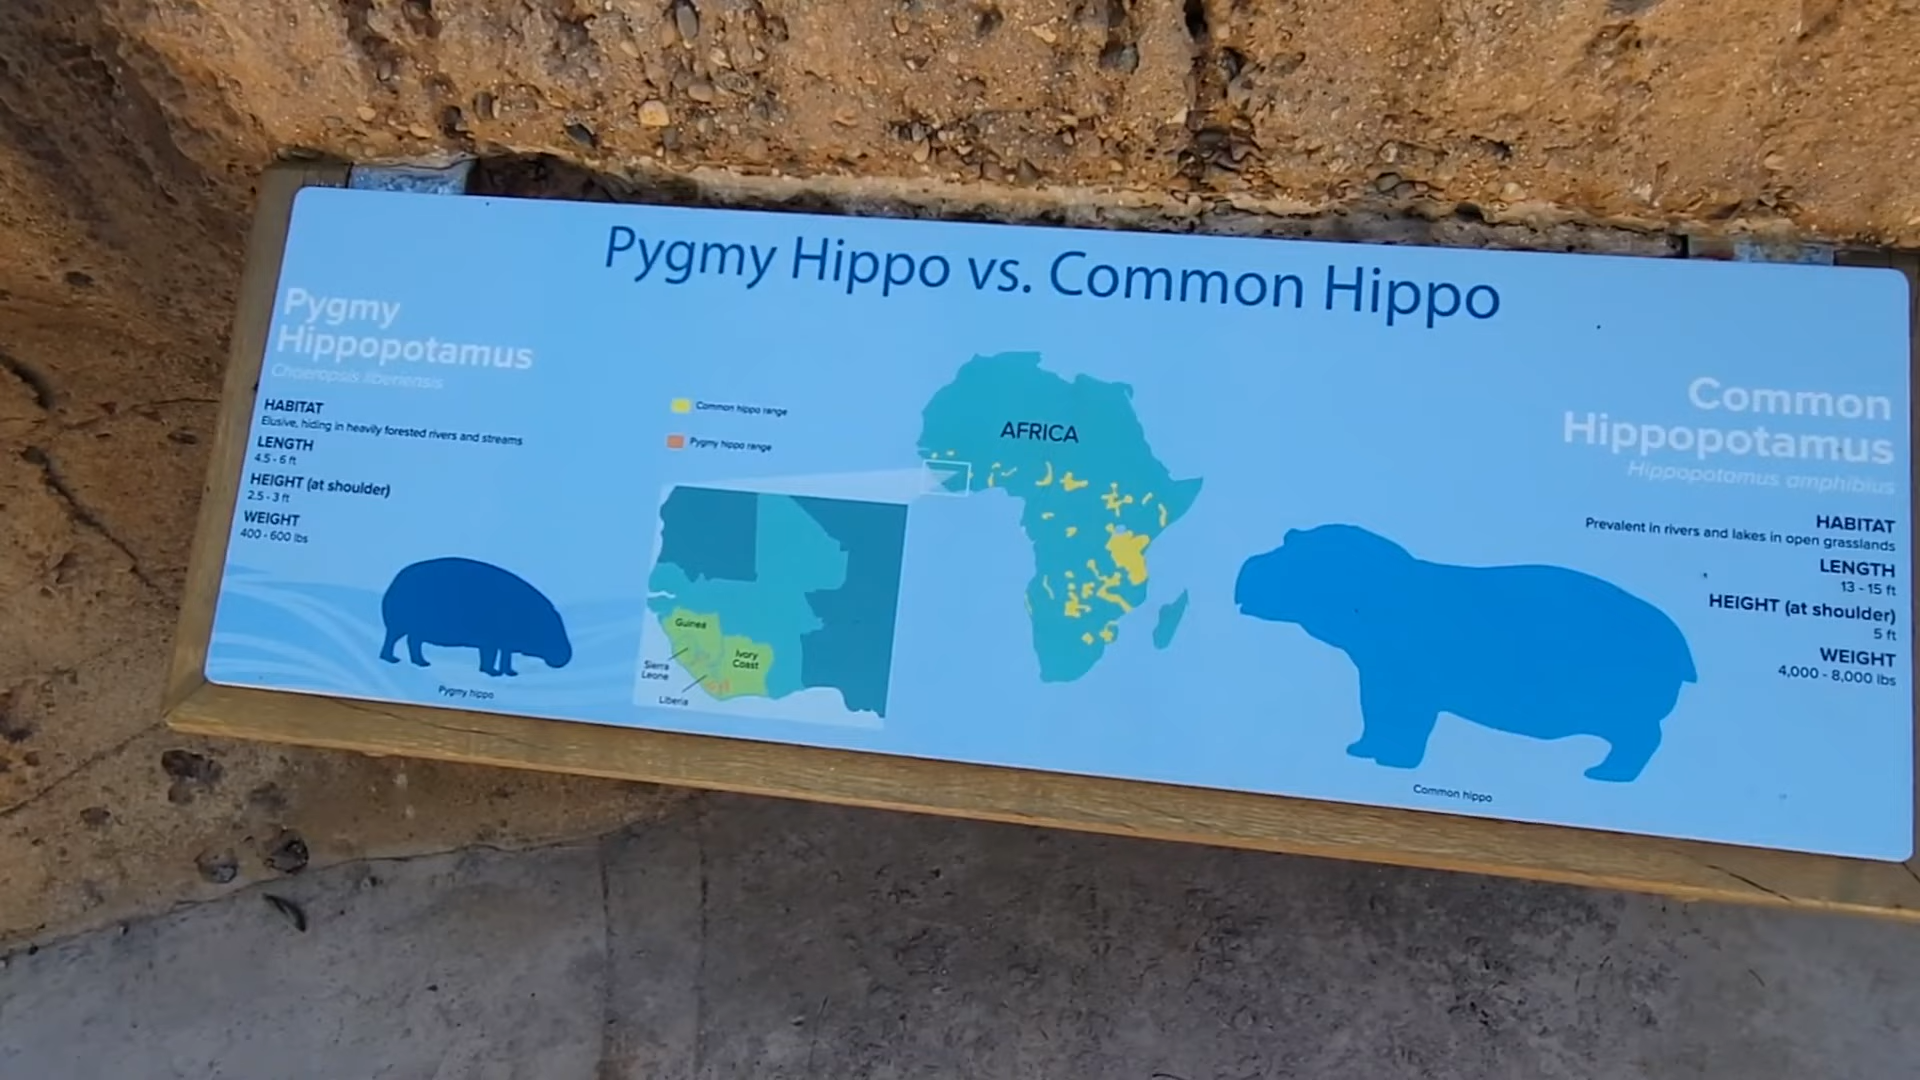 Pygmy Hippo vs. Common Hippo
Pygmy
Hippopotamus
Choeropsis liberiensis
HABITAT
Elusive, hiding in heavily forested rivers and streams
LENGTH
4.5 - 6 ft
HEIGHT (at shoulder)
2.5 - 3 ft
WEIGHT
400 - 600 lbs
Pygmy hippo
Common hippo range
Pygmy hippo range
AFRICA
Guinea
Ivory
Coast
Sierra
Leone
Liberia
Common
Hippopotamus
Hippopotamus amphibius
HABITAT
Prevalent in rivers and lakes in open grasslands
LENGTH
13 - 15 ft
HEIGHT (at shoulder)
5 ft
WEIGHT
4,000 - 8,000 lbs
Common hippo